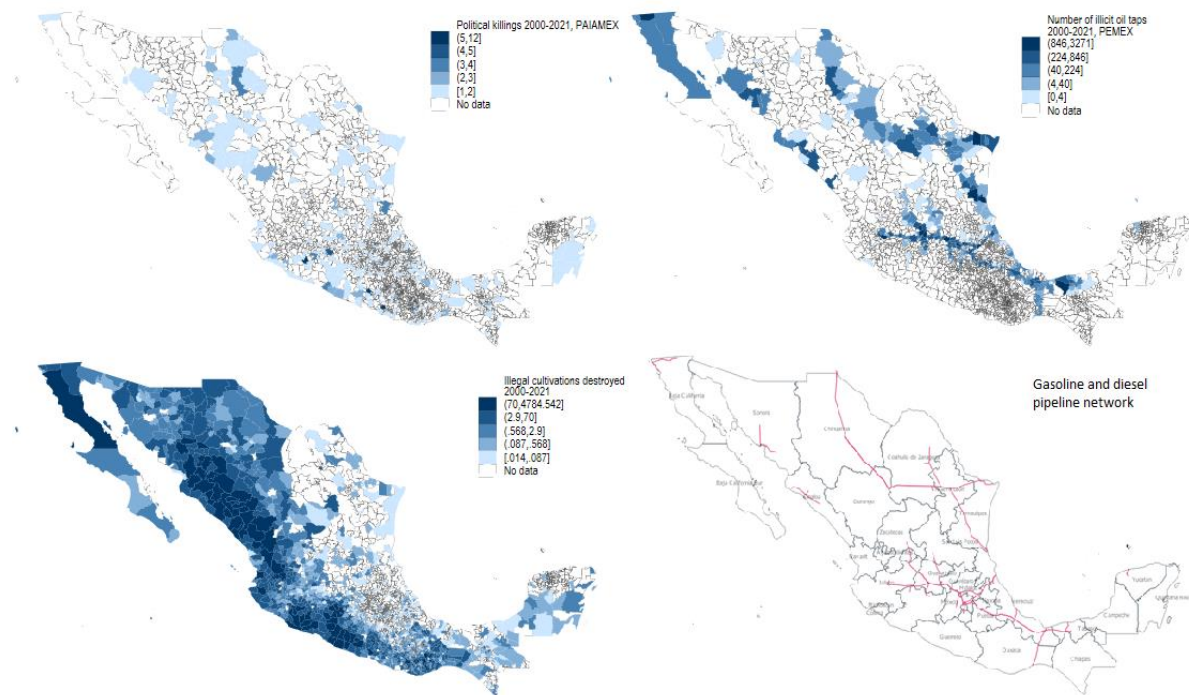 Political killings 2000-2021, PAIAMEX
(5,12]
(4,5]
(3,4]
(2,3]
[1,2]
No data
Number of illicit oil taps
2000-2021, PEMEX
(846,3271]
(224,846]
(40,224]
(4,40]
[0,4]
No data
Illegal cultivations destroyed
2000-2021
(70,4784.542]
(2.9,70]
(.568,2.9]
(.087,.568]
[.014,.087]
No data
Gasoline and diesel
pipeline network
Baja California
Sonora
Chihuahua
Coahuila de Zaragoza
Baja California Sur
Durango
Tamaulipas
Zacatecas
Nayarit
Guerrero
Puebla
Veracruz
Oaxaca
Chiapas
Campeche
Yucatán